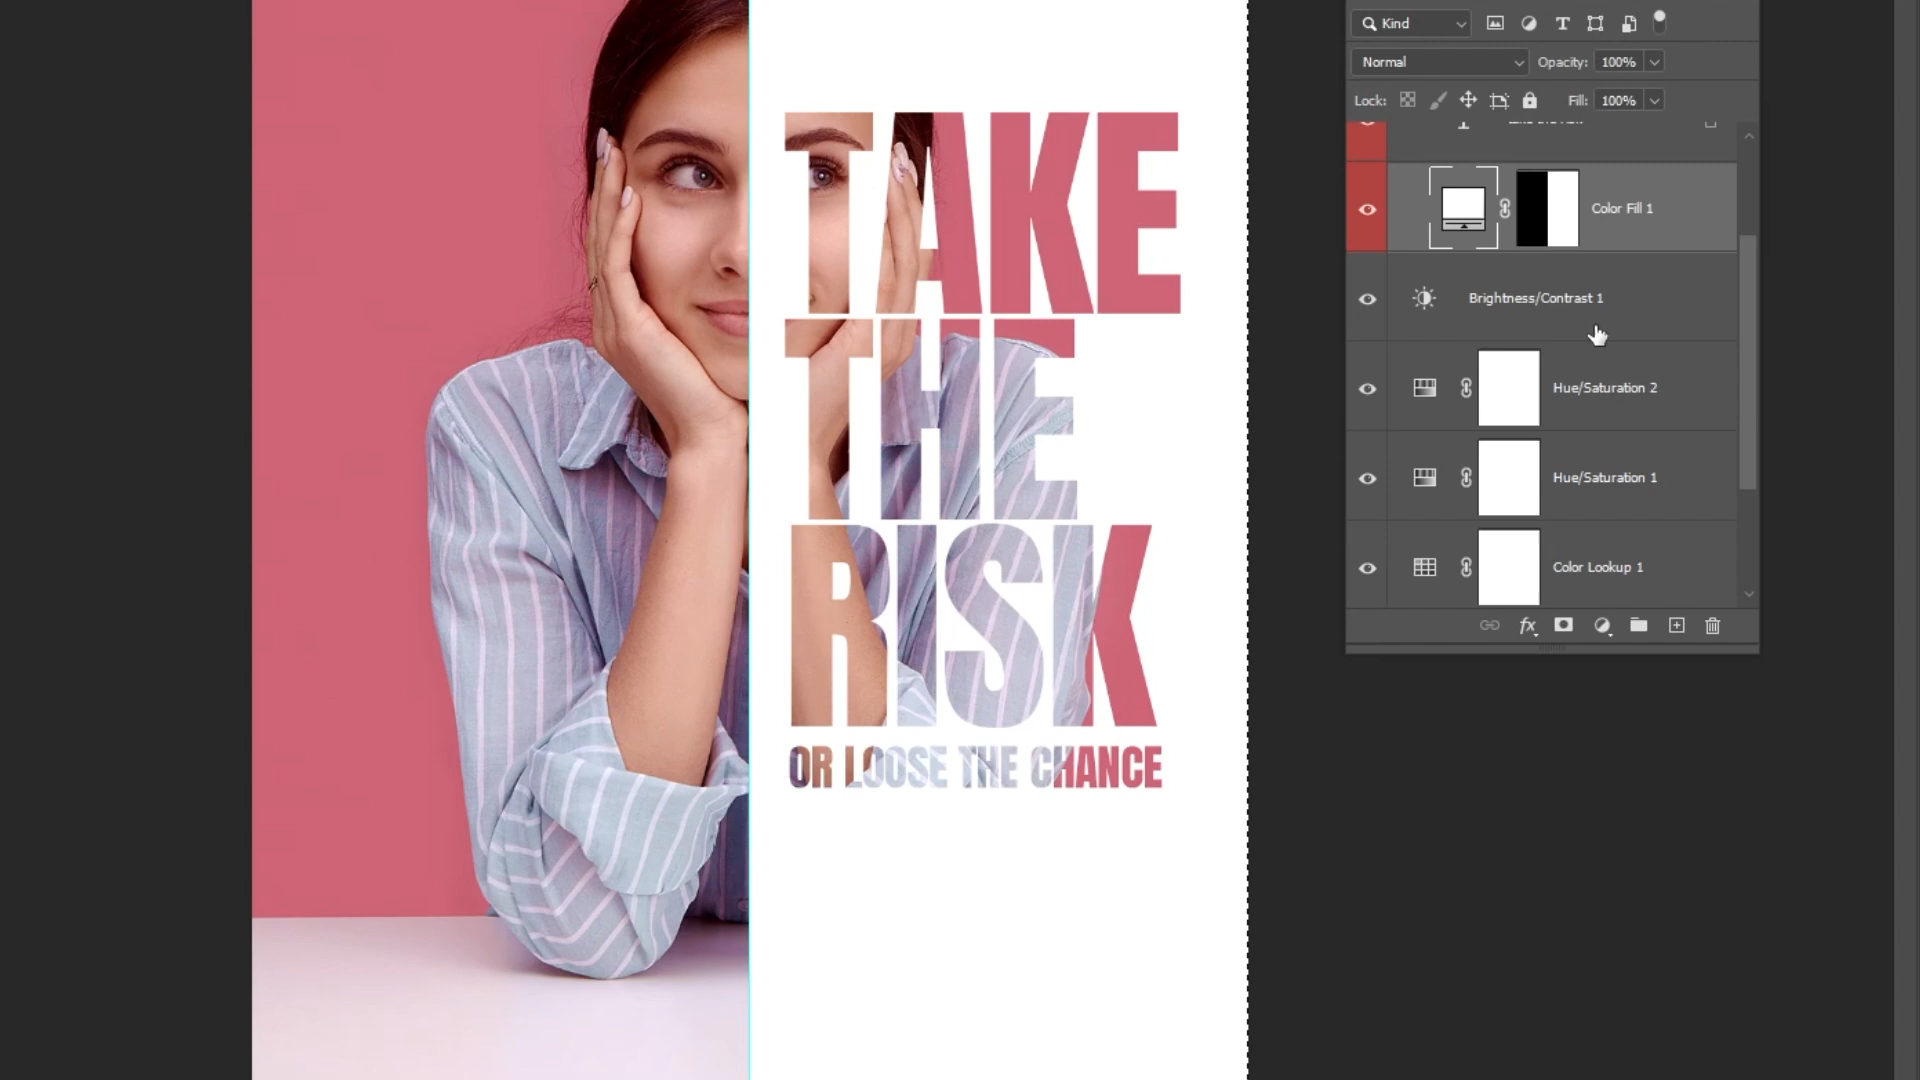 TAKE
THE
RISK
OR LOOSE THE CHANCE
Kind
Normal
Opacity: 100%
Lock:
Fill: 100%
Color Fill 1
Brightness/Contrast 1
Hue/Saturation 2
Hue/Saturation 1
Color Lookup 1
fx